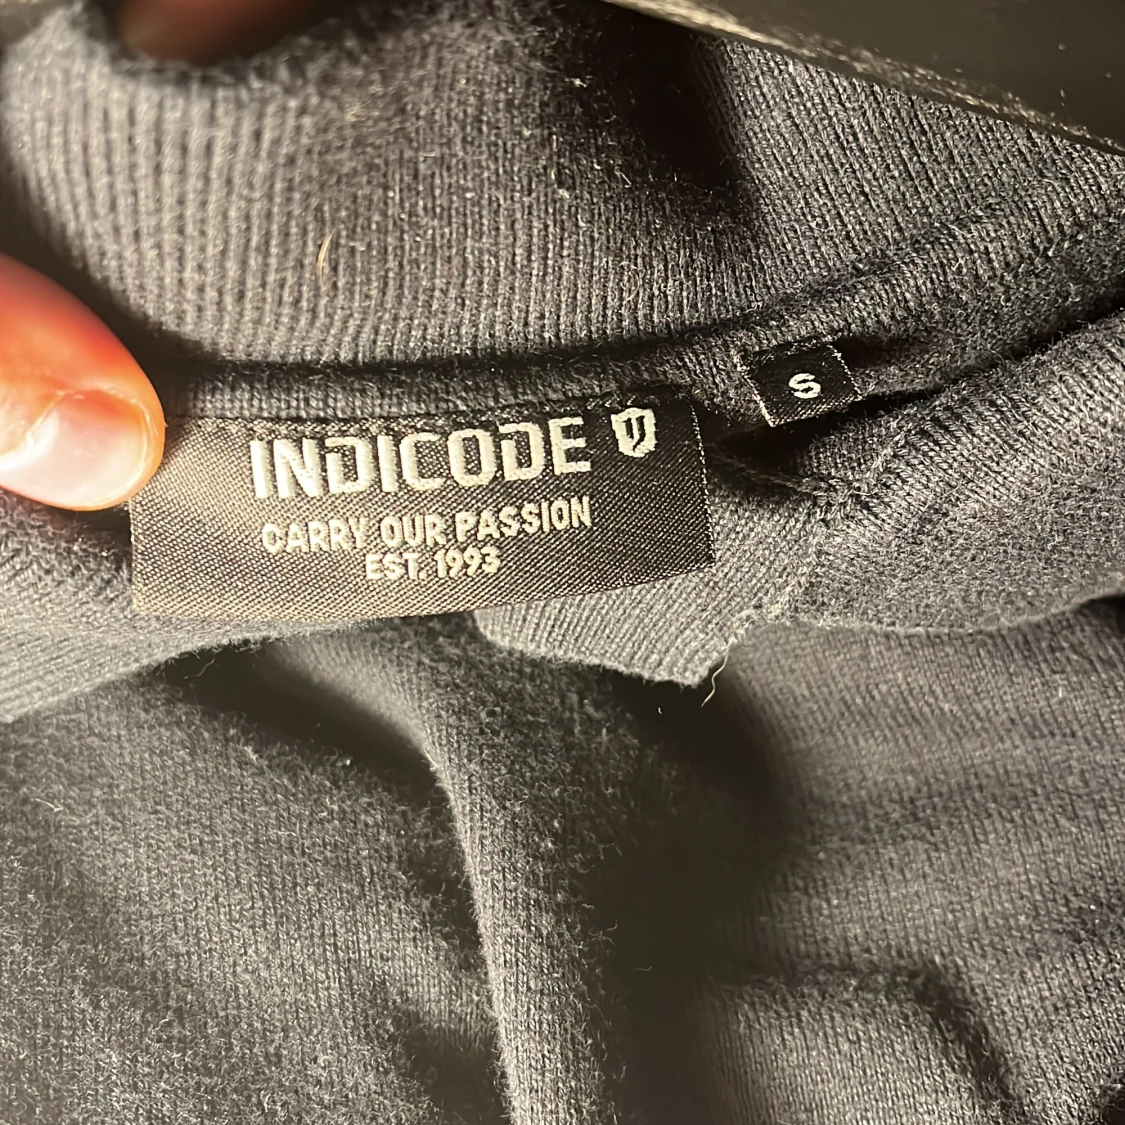 INDICODE
CARRY OUR PASSION
EST. 1993
S